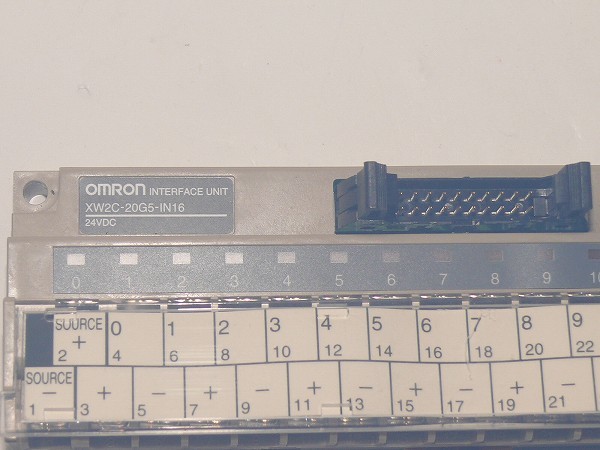 OMRON INTERFACE UNIT
XW2C-20G5-IN16
24VDC
0 1 2 3 4 5 6 7 8 9 10
SOURCE 0 1 2 3 4 5 6 7 8 9
+
2 4 6 8 10 12 14 16 18 20 22
SOURCE
− + − + − + − + − + −
1 3 5 7 9 11 13 15 17 19 21